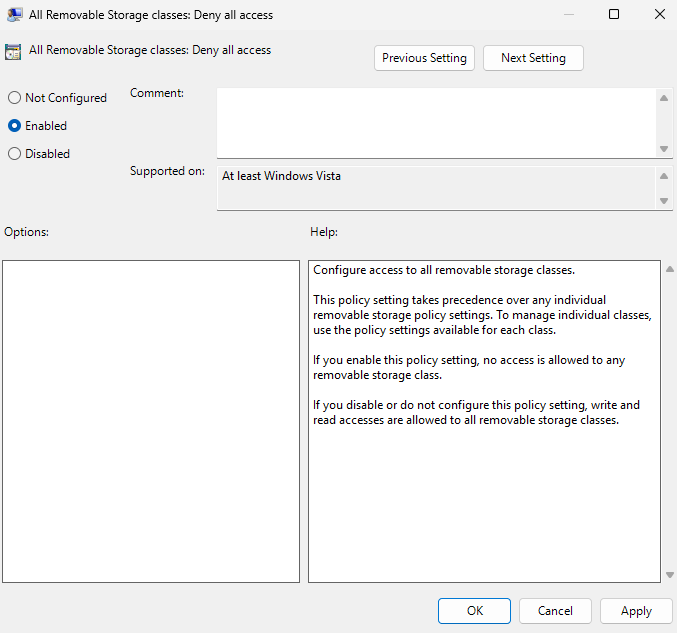 All Removable Storage classes: Deny all access
All Removable Storage classes: Deny all access
Previous Setting
Next Setting
Not Configured
Enabled
Disabled
Comment:
Supported on:
At least Windows Vista
Options:
Help:
Configure access to all removable storage classes.
This policy setting takes precedence over any individual
removable storage policy settings. To manage individual classes,
use the policy settings available for each class.
If you enable this policy setting, no access is allowed to any
removable storage class.
If you disable or do not configure this policy setting, write and
read accesses are allowed to all removable storage classes.
OK
Cancel
Apply